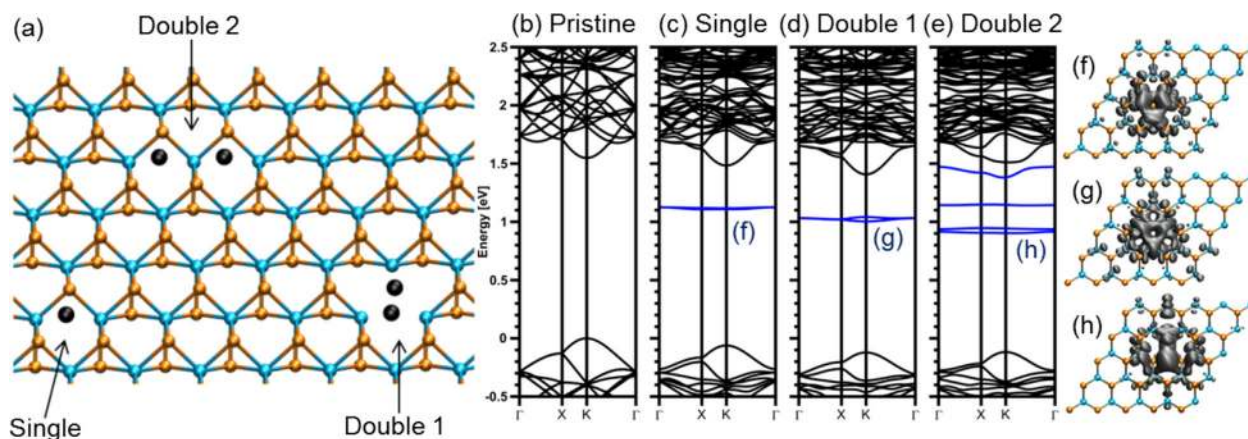 (a)
Double 2
Single
Double 1
(b) Pristine
(c) Single
(d) Double 1
(e) Double 2
Energy [eV]
2.5
2
1.5
1
0.5
0
-0.5
Γ X K Γ
Γ X K Γ
Γ X K Γ
Γ X K Γ
(f)
(g)
(h)
(f)
(g)
(h)